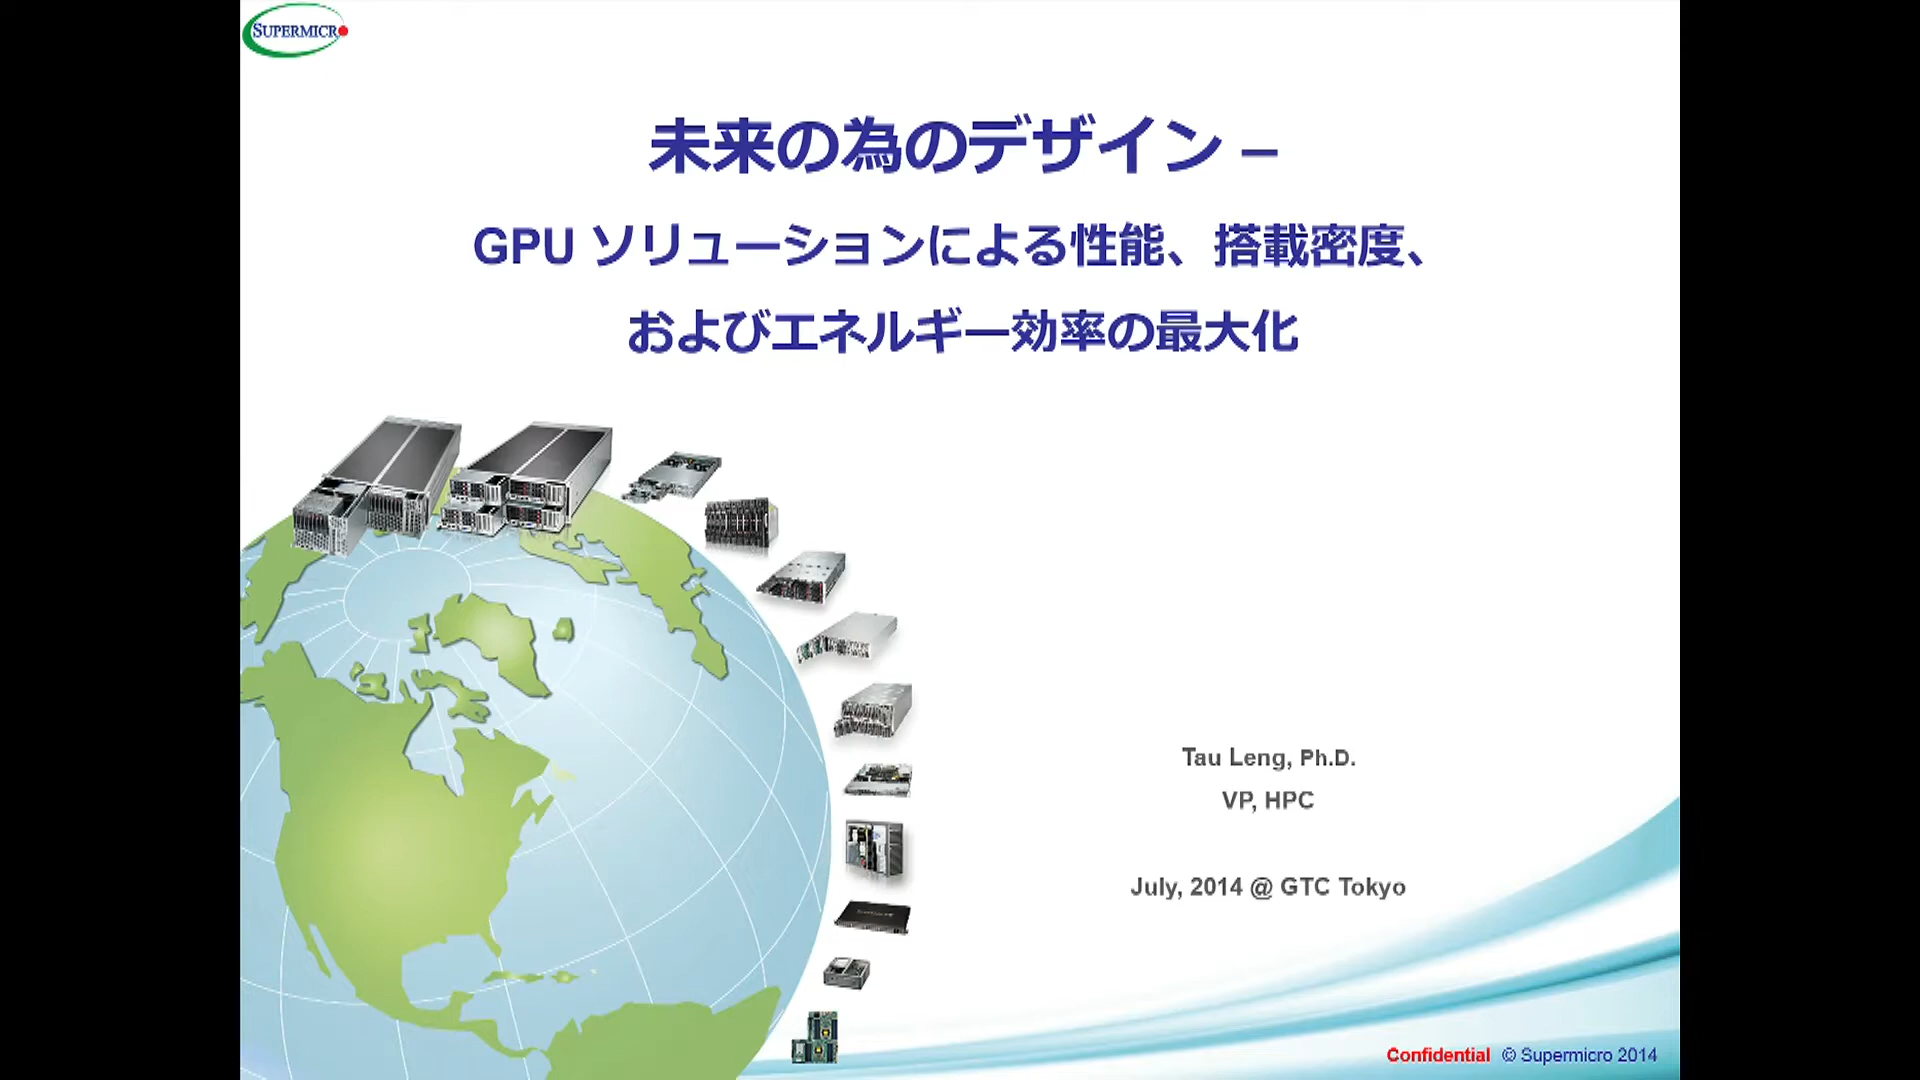 SUPERMICR
未来の為のデザイン –
GPU ソリューションによる性能、搭載密度、
およびエネルギー効率の最大化
Tau Leng, Ph.D.
VP, HPC
July, 2014 @ GTC Tokyo
Confidential © Supermicro 2014